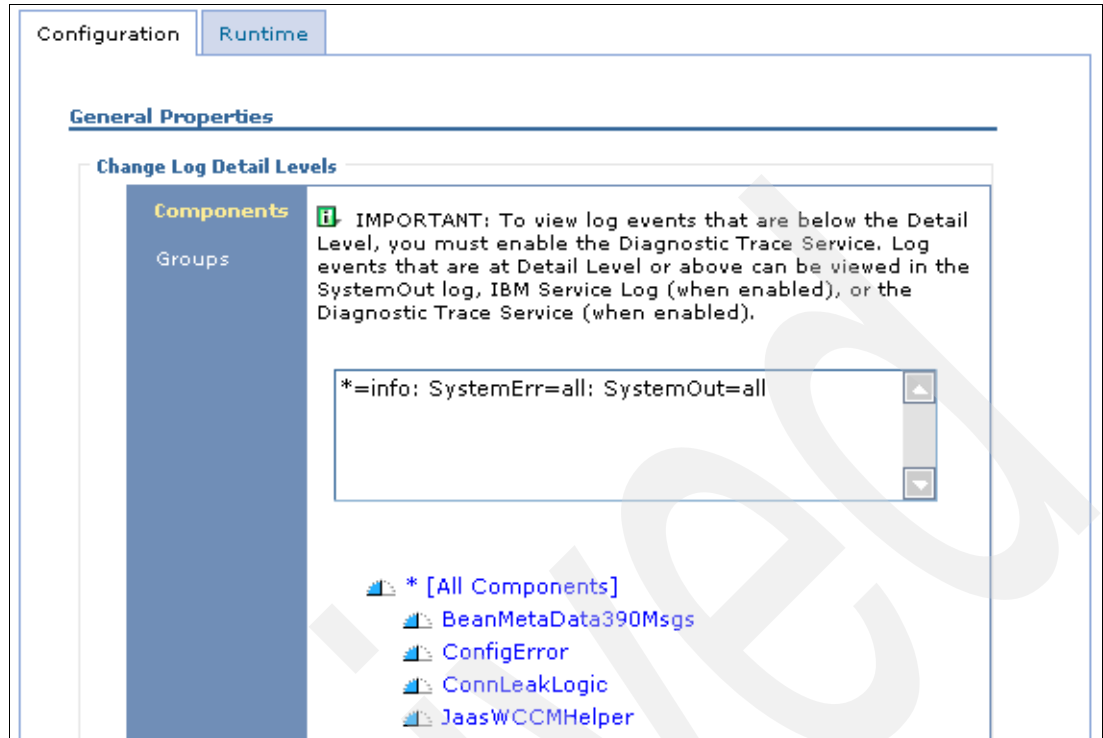 Configuration
Runtime
General Properties
Change Log Detail Levels
Components
Groups
IMPORTANT: To view log events that are below the Detail
Level, you must enable the Diagnostic Trace Service. Log
events that are at Detail Level or above can be viewed in the
SystemOut log, IBM Service Log (when enabled), or the
Diagnostic Trace Service (when enabled).
*=info: SystemErr=all: SystemOut=all
* [All Components]
BeanMetaData390Msgs
ConfigError
ConnLeakLogic
JaasWCCMHelper